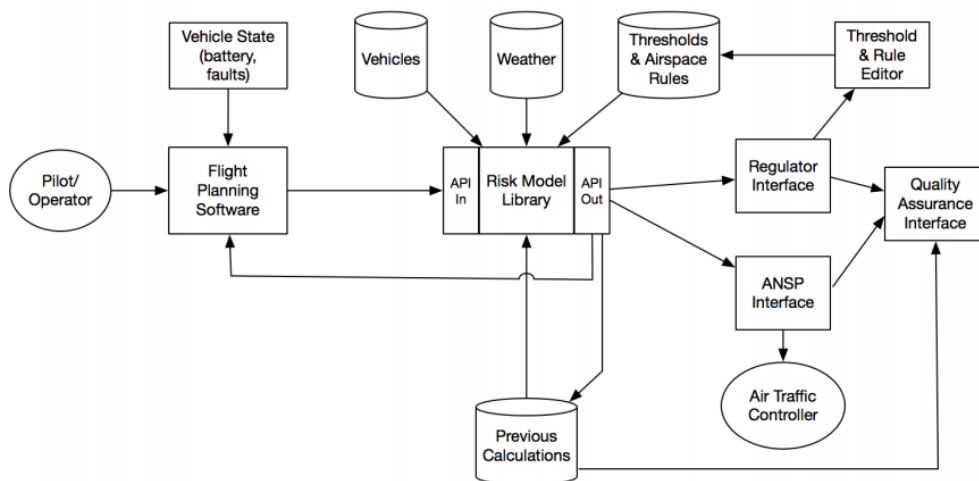 Vehicle State
(battery,
faults)
Vehicles
Weather
Thresholds
& Airspace
Rules
Threshold
& Rule
Editor
Pilot/
Operator
Flight
Planning
Software
API
In
Risk Model
Library
API
Out
Regulator
Interface
Quality
Assurance
Interface
ANSP
Interface
Air Traffic
Controller
Previous
Calculations